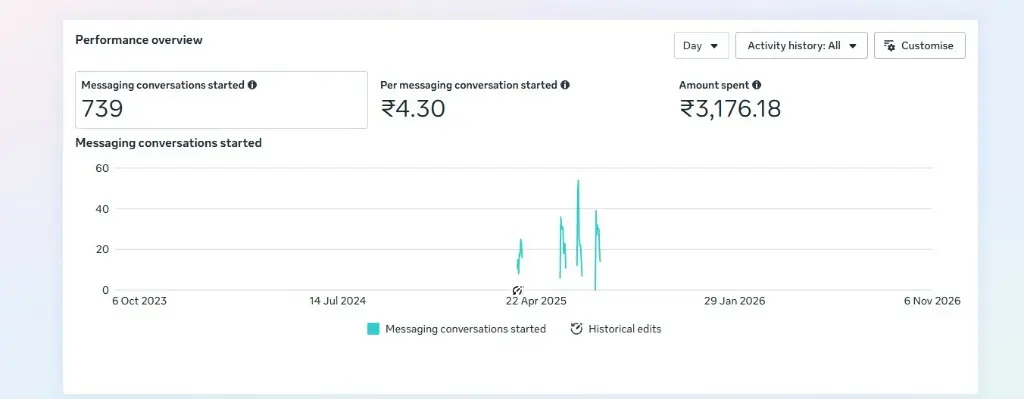 Performance overview
Day
Activity history: All
Customise
Messaging conversations started
Per messaging conversation started
Amount spent
739
₹4.30
₹3,176.18
Messaging conversations started
60
40
20
0
6 Oct 2023
14 Jul 2024
22 Apr 2025
29 Jan 2026
6 Nov 2026
Messaging conversations started
Historical edits